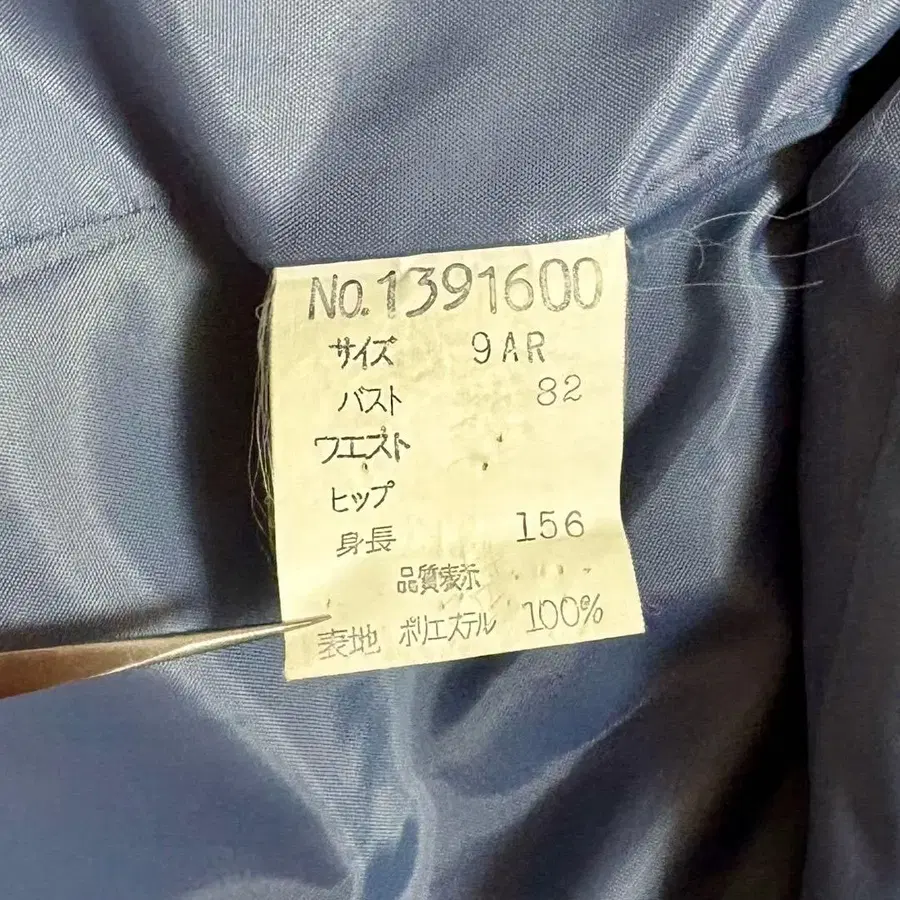 No.1391600
サイズ 9AR
バスト 82
ウエスト
ヒップ
身長 156
品質表示
表地 ポリエステル 100%